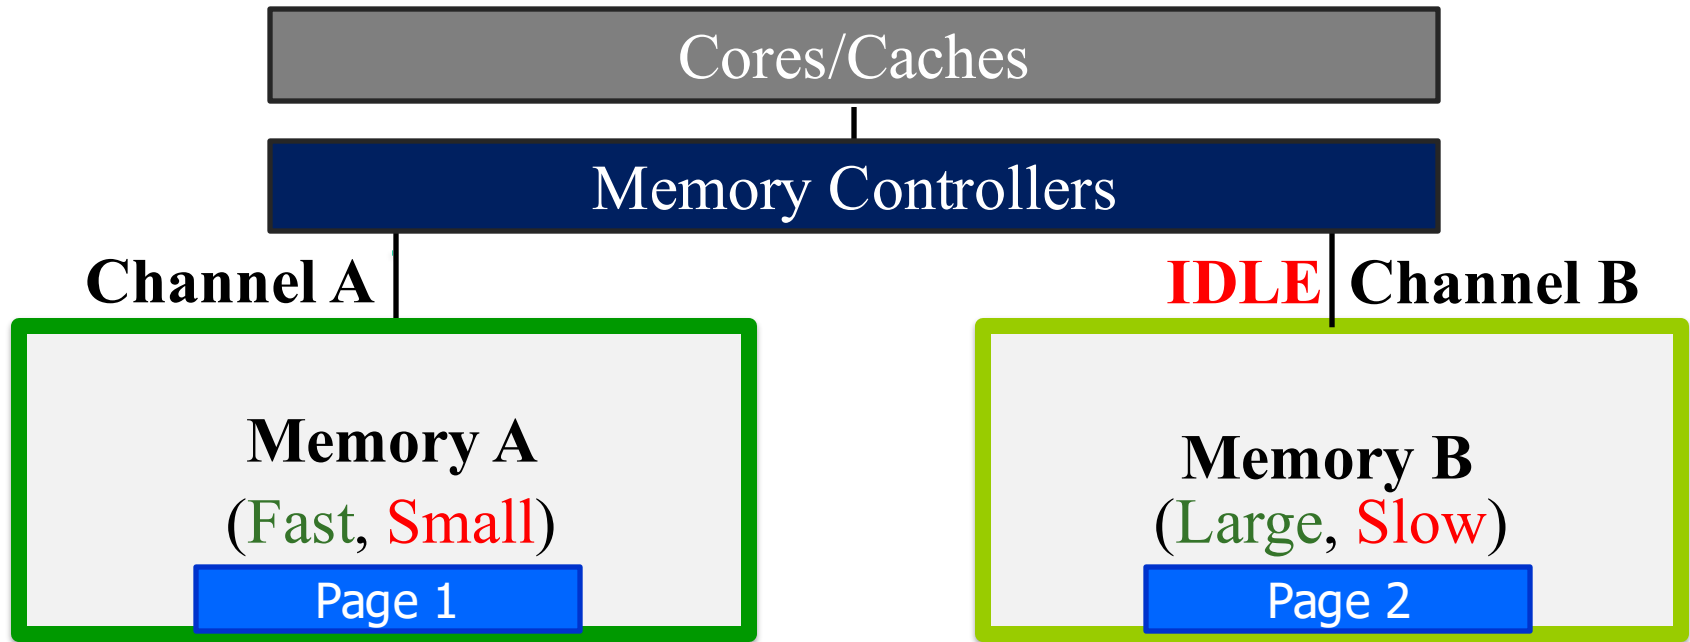 Cores/Caches
Memory Controllers
Channel A
IDLE Channel B
Memory A
(Fast, Small)
Page 1
Memory B
(Large, Slow)
Page 2